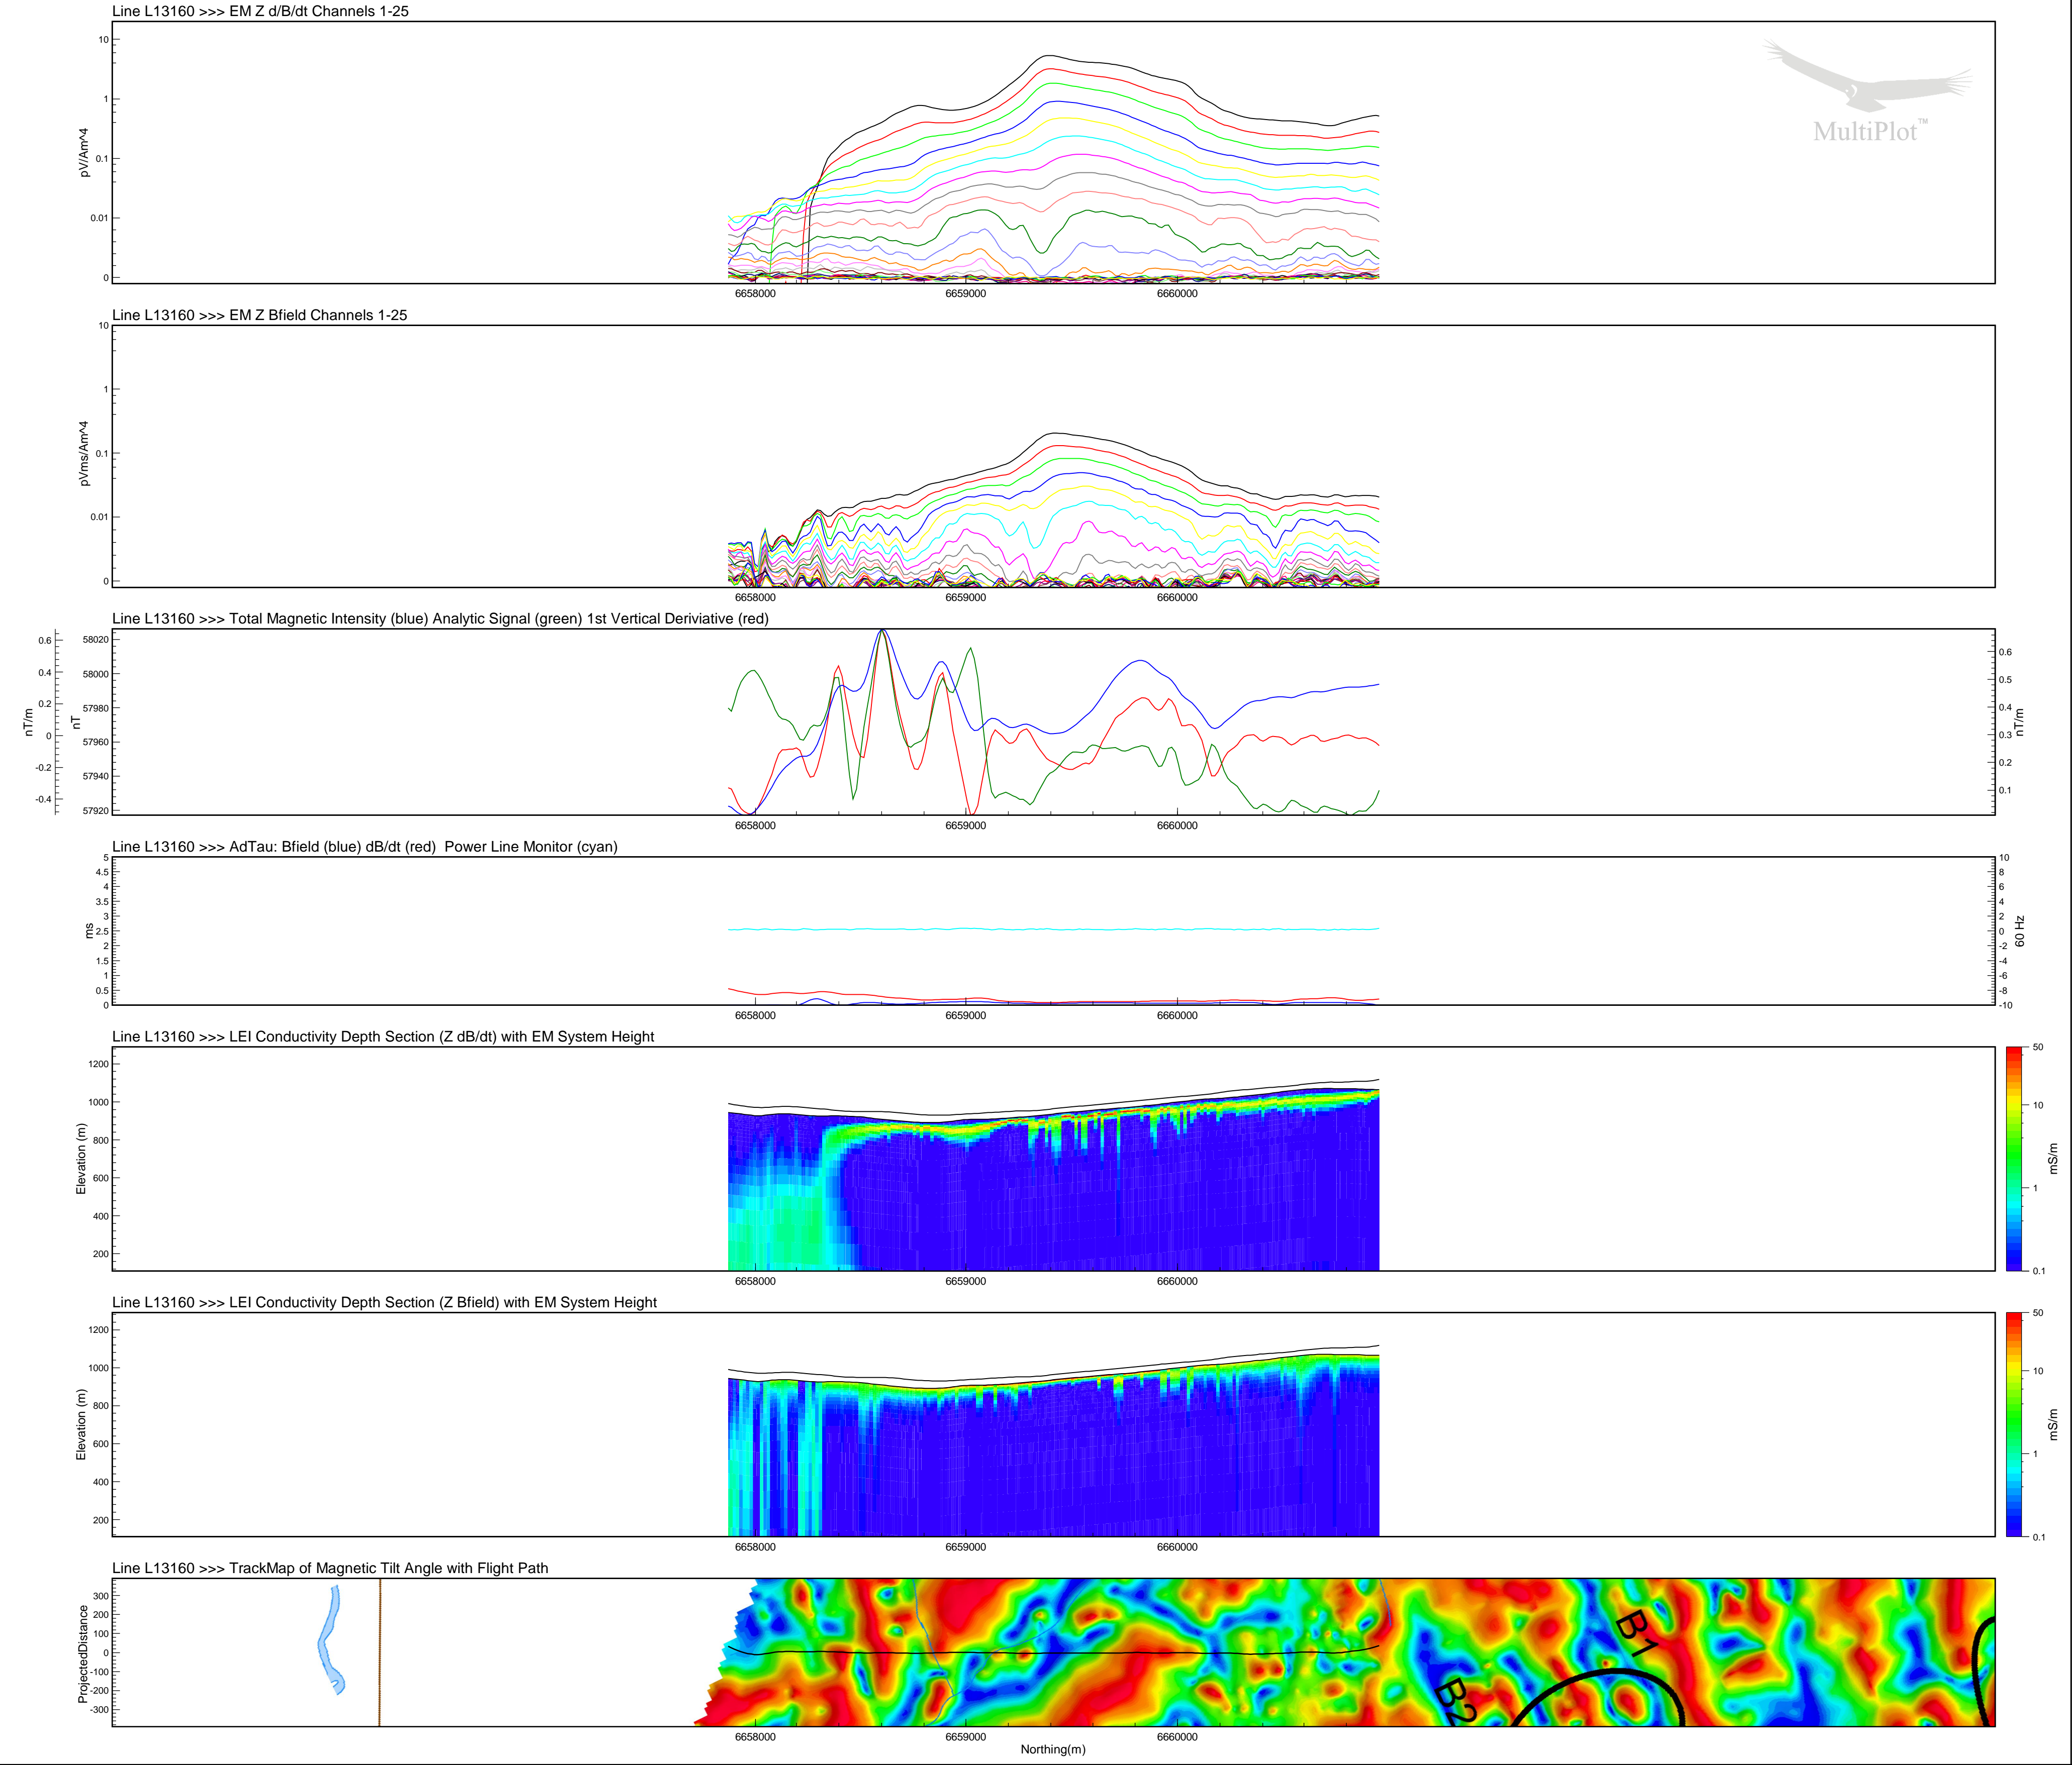 Line L13160 >>> EM Z d/B/dt Channels 1-25
10
1
0.1
0.01
0
pV/Am^4
MultiPlot™
6658000 6659000 6660000
Line L13160 >>> EM Z Bfield Channels 1-25
10
1
0.1
0.01
0
pVms/Am^4
6658000 6659000 6660000
Line L13160 >>> Total Magnetic Intensity (blue) Analytic Signal (green) 1st Vertical Deriviative (red)
0.6
0.4
0.2
0
-0.2
-0.4
nT/m
58020
58000
57980
57960
57940
57920
nT
0.6
0.5
0.4
0.3
0.2
0.1
nT/m
6658000 6659000 6660000
Line L13160 >>> AdTau: Bfield (blue) dB/dt (red) Power Line Monitor (cyan)
5
4.5
4
3.5
3
2.5
2
1.5
1
0.5
0
ms
10
8
6
4
2
0
-2
-4
-6
-8
-10
60 Hz
6658000 6659000 6660000
Line L13160 >>> LEI Conductivity Depth Section (Z dB/dt) with EM System Height
1200
1000
800
600
400
200
Elevation (m)
50
10
1
0.1
mS/m
6658000 6659000 6660000
Line L13160 >>> LEI Conductivity Depth Section (Z Bfield) with EM System Height
1200
1000
800
600
400
200
Elevation (m)
50
10
1
0.1
mS/m
6658000 6659000 6660000
Line L13160 >>> TrackMap of Magnetic Tilt Angle with Flight Path
300
200
100
0
-100
-200
-300
ProjectedDistance
B1
B2
6658000 6659000 6660000
Northing(m)